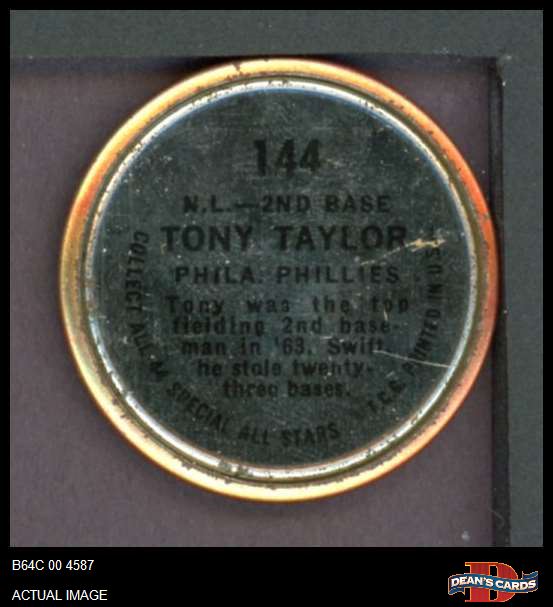 144
N.L.—2ND BASE
TONY TAYLOR
PHILA. PHILLIES
Tony was the top
fielding 2nd base-
man in '63. Swift,
he stole twenty-
three bases.
COLLECT ALL 44 SPECIAL ALL STARS
T.C.G. PRINTED IN U.S.A.
B64C 00 4587
ACTUAL IMAGE
D
DEAN'S CARDS